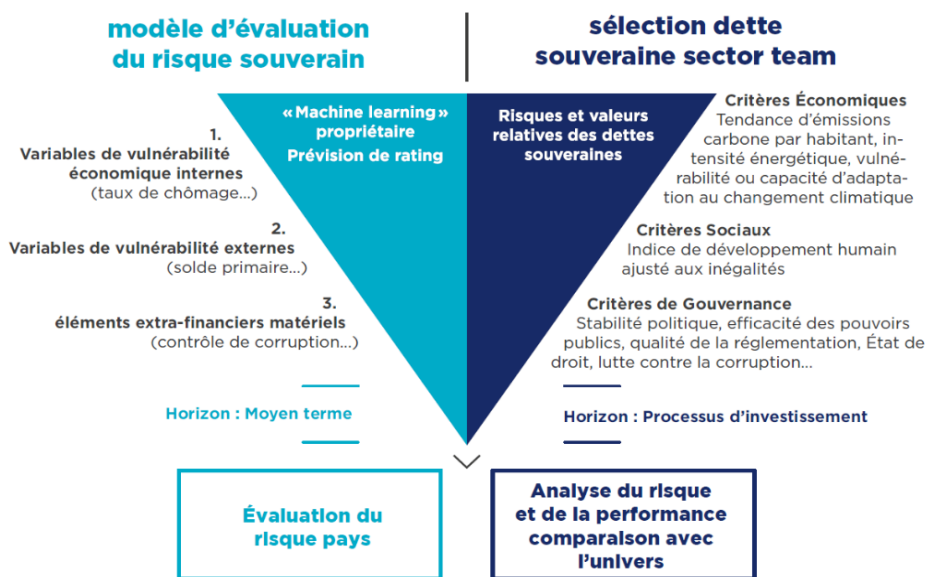 modèle d’évaluation
du risque souverain
sélection dette
souveraine sector team
«Machine learning»
propriétaire
Prévision de rating
Risques et valeurs
relatives des dettes
souveraines
1.
Variables de vulnérabilité
économique internes
(taux de chômage...)
2.
Variables de vulnérabilité externes
(solde primaire...)
3.
éléments extra-financiers matériels
(contrôle de corruption...)
Horizon : Moyen terme
Critères Économiques
Tendance d’émissions
carbone par habitant, in-
tensité énergétique, vulné-
rabilité ou capacité d’adapta-
tion au changement climatique
Critères Sociaux
Indice de développement humain
ajusté aux inégalités
Critères de Gouvernance
Stabilité politique, efficacité des pouvoirs
publics, qualité de la réglementation, État de
droit, lutte contre la corruption...
Horizon : Processus d’investissement
Évaluation du
risque pays
Analyse du risque
et de la performance
comparaison avec
l’univers